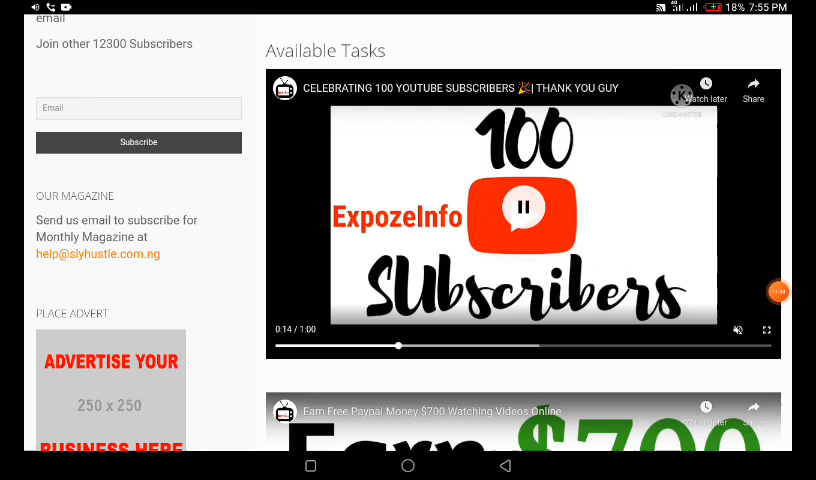 4G 18% 7:55 PM
email
Join other 12300 Subscribers
Email
Subscribe
OUR MAGAZINE
Send us email to subscribe for
Monthly Magazine at
help@slyhustle.com.ng
PLACE ADVERT
ADVERTISE YOUR
250 x 250
BUSINESS HERE
Available Tasks
CELEBRATING 100 YOUTUBE SUBSCRIBERS 🎉| THANK YOU GUY
Watch later
Share
KINEMASTER
100
ExpozeInfo
SUbscribers
0:14 / 1:00
Earn Free Paypal Money $700 Watching Videos Online
Watch later
Share
Earn $700